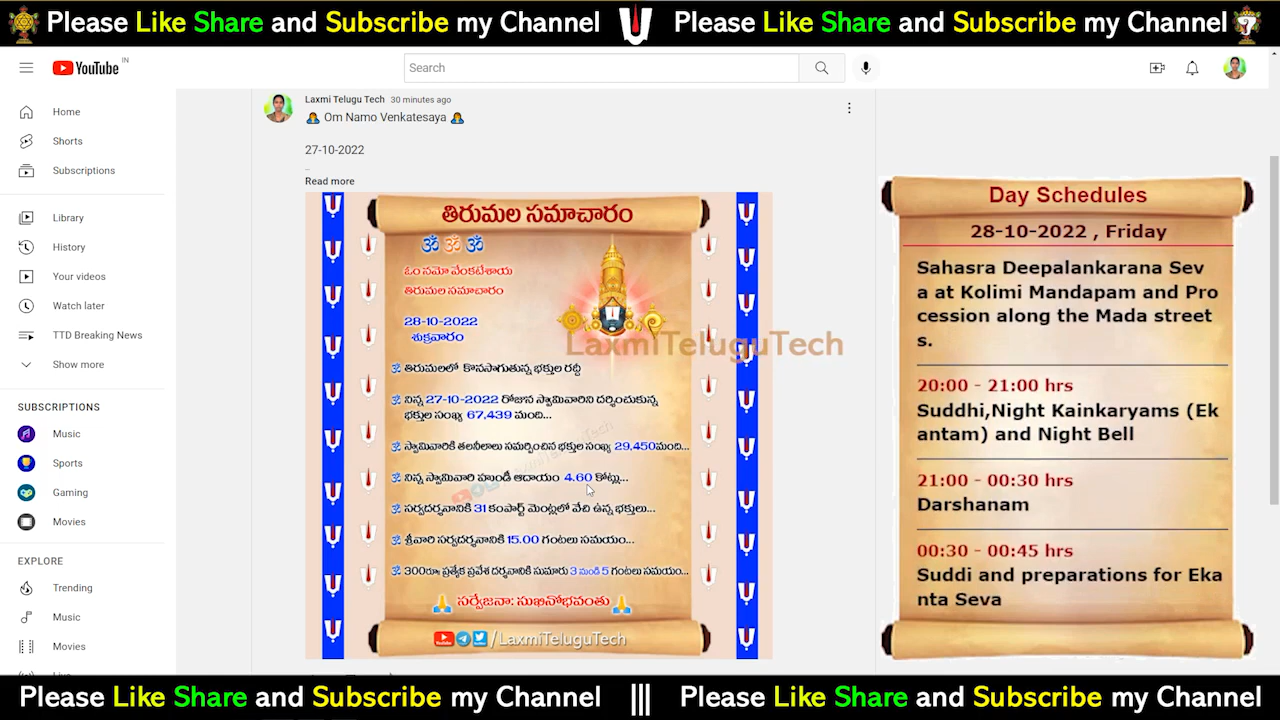 Please Like Share and Subscribe my Channel
Please Like Share and Subscribe my Channel
YouTube IN
Search
Home
Shorts
Subscriptions
Library
History
Your videos
Watch later
TTD Breaking News
Show more
SUBSCRIPTIONS
Music
Sports
Gaming
Movies
EXPLORE
Trending
Music
Movies
Live
Laxmi Telugu Tech 30 minutes ago
Om Namo Venkatesaya
27-10-2022
..
Read more
తిరుమల సమాచారం
ఓం నమో వేంకటేశాయ
తిరుమల సమాచారం
28-10-2022
శుక్రవారం
LaxmiTeluguTech
ॐ తిరుమలలో కొనసాగుతున్న భక్తుల రద్దీ
ॐ నిన్న 27-10-2022 రోజున స్వామివారిని దర్శించుకున్న
భక్తుల సంఖ్య 67,439 మంది...
ॐ స్వామివారికి తలనీలాలు సమర్పించిన భక్తుల సంఖ్య 29,450మంది...
ॐ నిన్న స్వామివారి హుండీ ఆదాయం 4.60 కోట్లు...
ॐ సర్వదర్శనానికి 31 కంపార్ట్ మెంట్లలో వేచి ఉన్న భక్తులు...
ॐ శ్రీవారి సర్వదర్శనానికి 15.00 గంటలు సమయం...
ॐ 300రూ౹౹ ప్రత్యేక ప్రవేశ దర్శనానికి సుమారు 3 నుండి 5 గంటలు సమయం...
సర్వేజనా: సుఖినోభవంతు
/LaxmiTeluguTech
Day Schedules
28-10-2022 , Friday
Sahasra Deepalankarana Sev
a at Kolimi Mandapam and Pro
cession along the Mada street
s.
20:00 - 21:00 hrs
Suddhi,Night Kainkaryams (Ek
antam) and Night Bell
21:00 - 00:30 hrs
Darshanam
00:30 - 00:45 hrs
Suddi and preparations for Eka
nta Seva
Please Like Share and Subscribe my Channel ||| Please Like Share and Subscribe my Channel